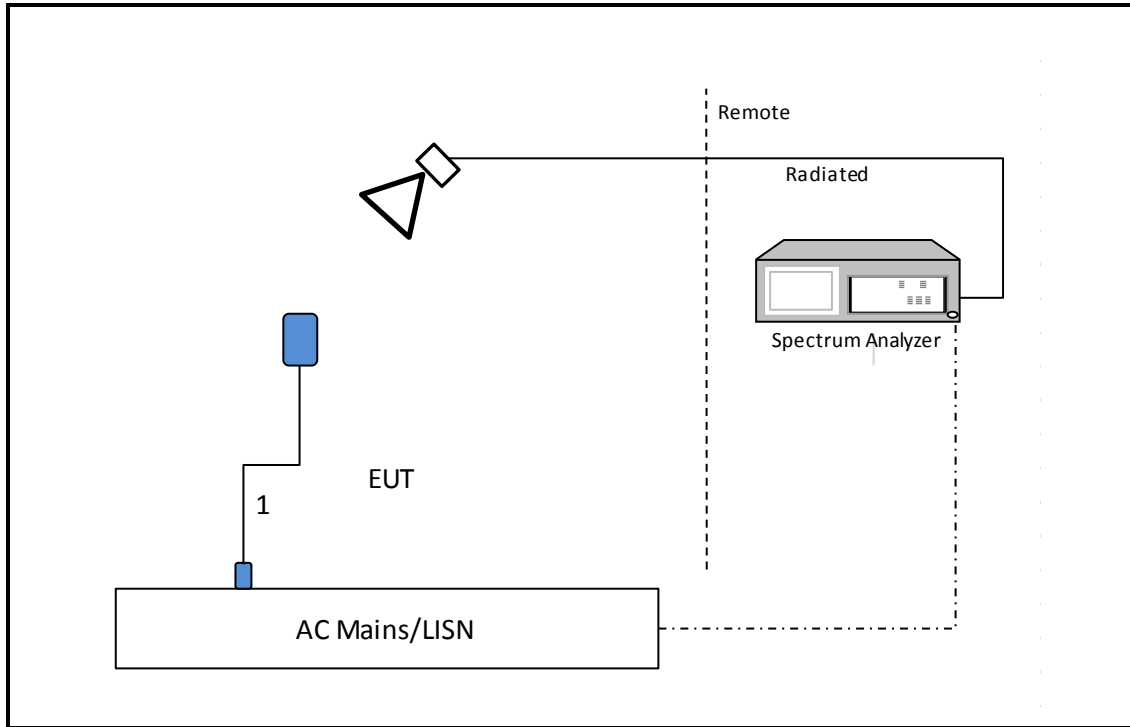 Remote
Radiated
Spectrum Analyzer
EUT
1
AC Mains/LISN